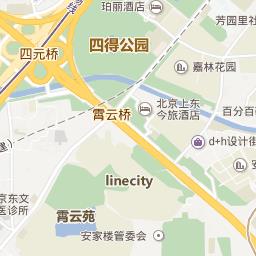 珀丽酒店
芳园里社
四元桥
四得公园
嘉林花园
霄云桥
北京上东
今旅酒店
百分百
d+h设计街
linecity
京东文
医诊所
霄云苑
安家楼管委会